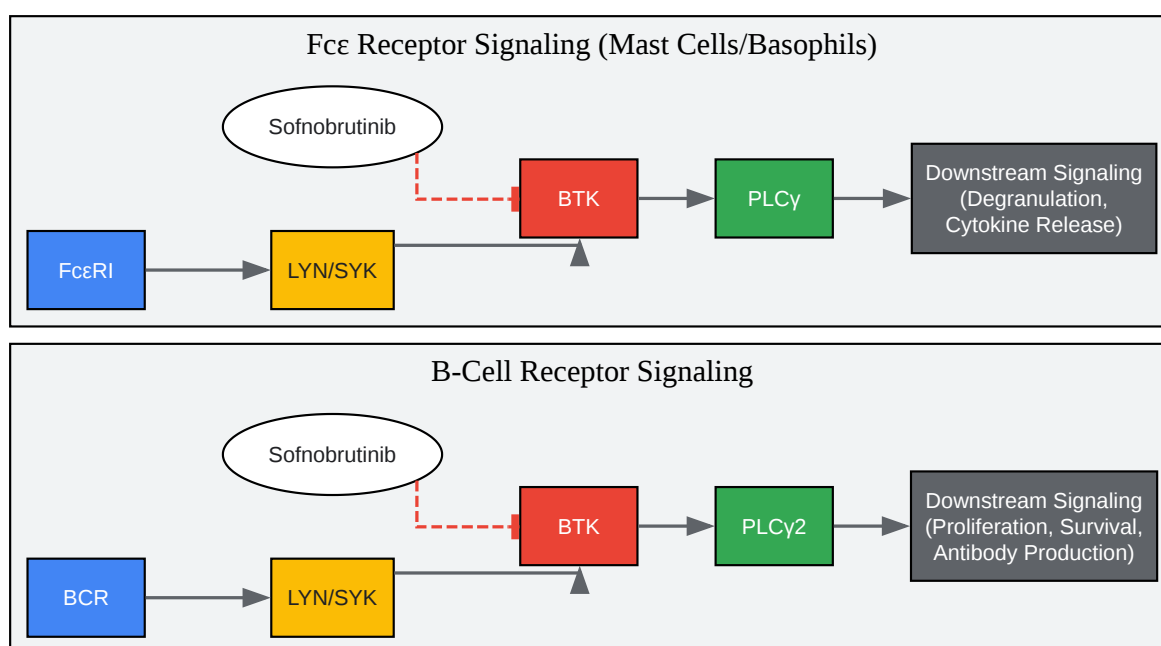 Fcε Receptor Signaling (Mast Cells/Basophils)
Sofnobrutinib
BTK
PLCγ
Downstream Signaling
(Degranulation,
Cytokine Release)
FcεRI
LYN/SYK
B-Cell Receptor Signaling
Sofnobrutinib
BTK
PLCγ2
Downstream Signaling
(Proliferation, Survival,
Antibody Production)
BCR
LYN/SYK